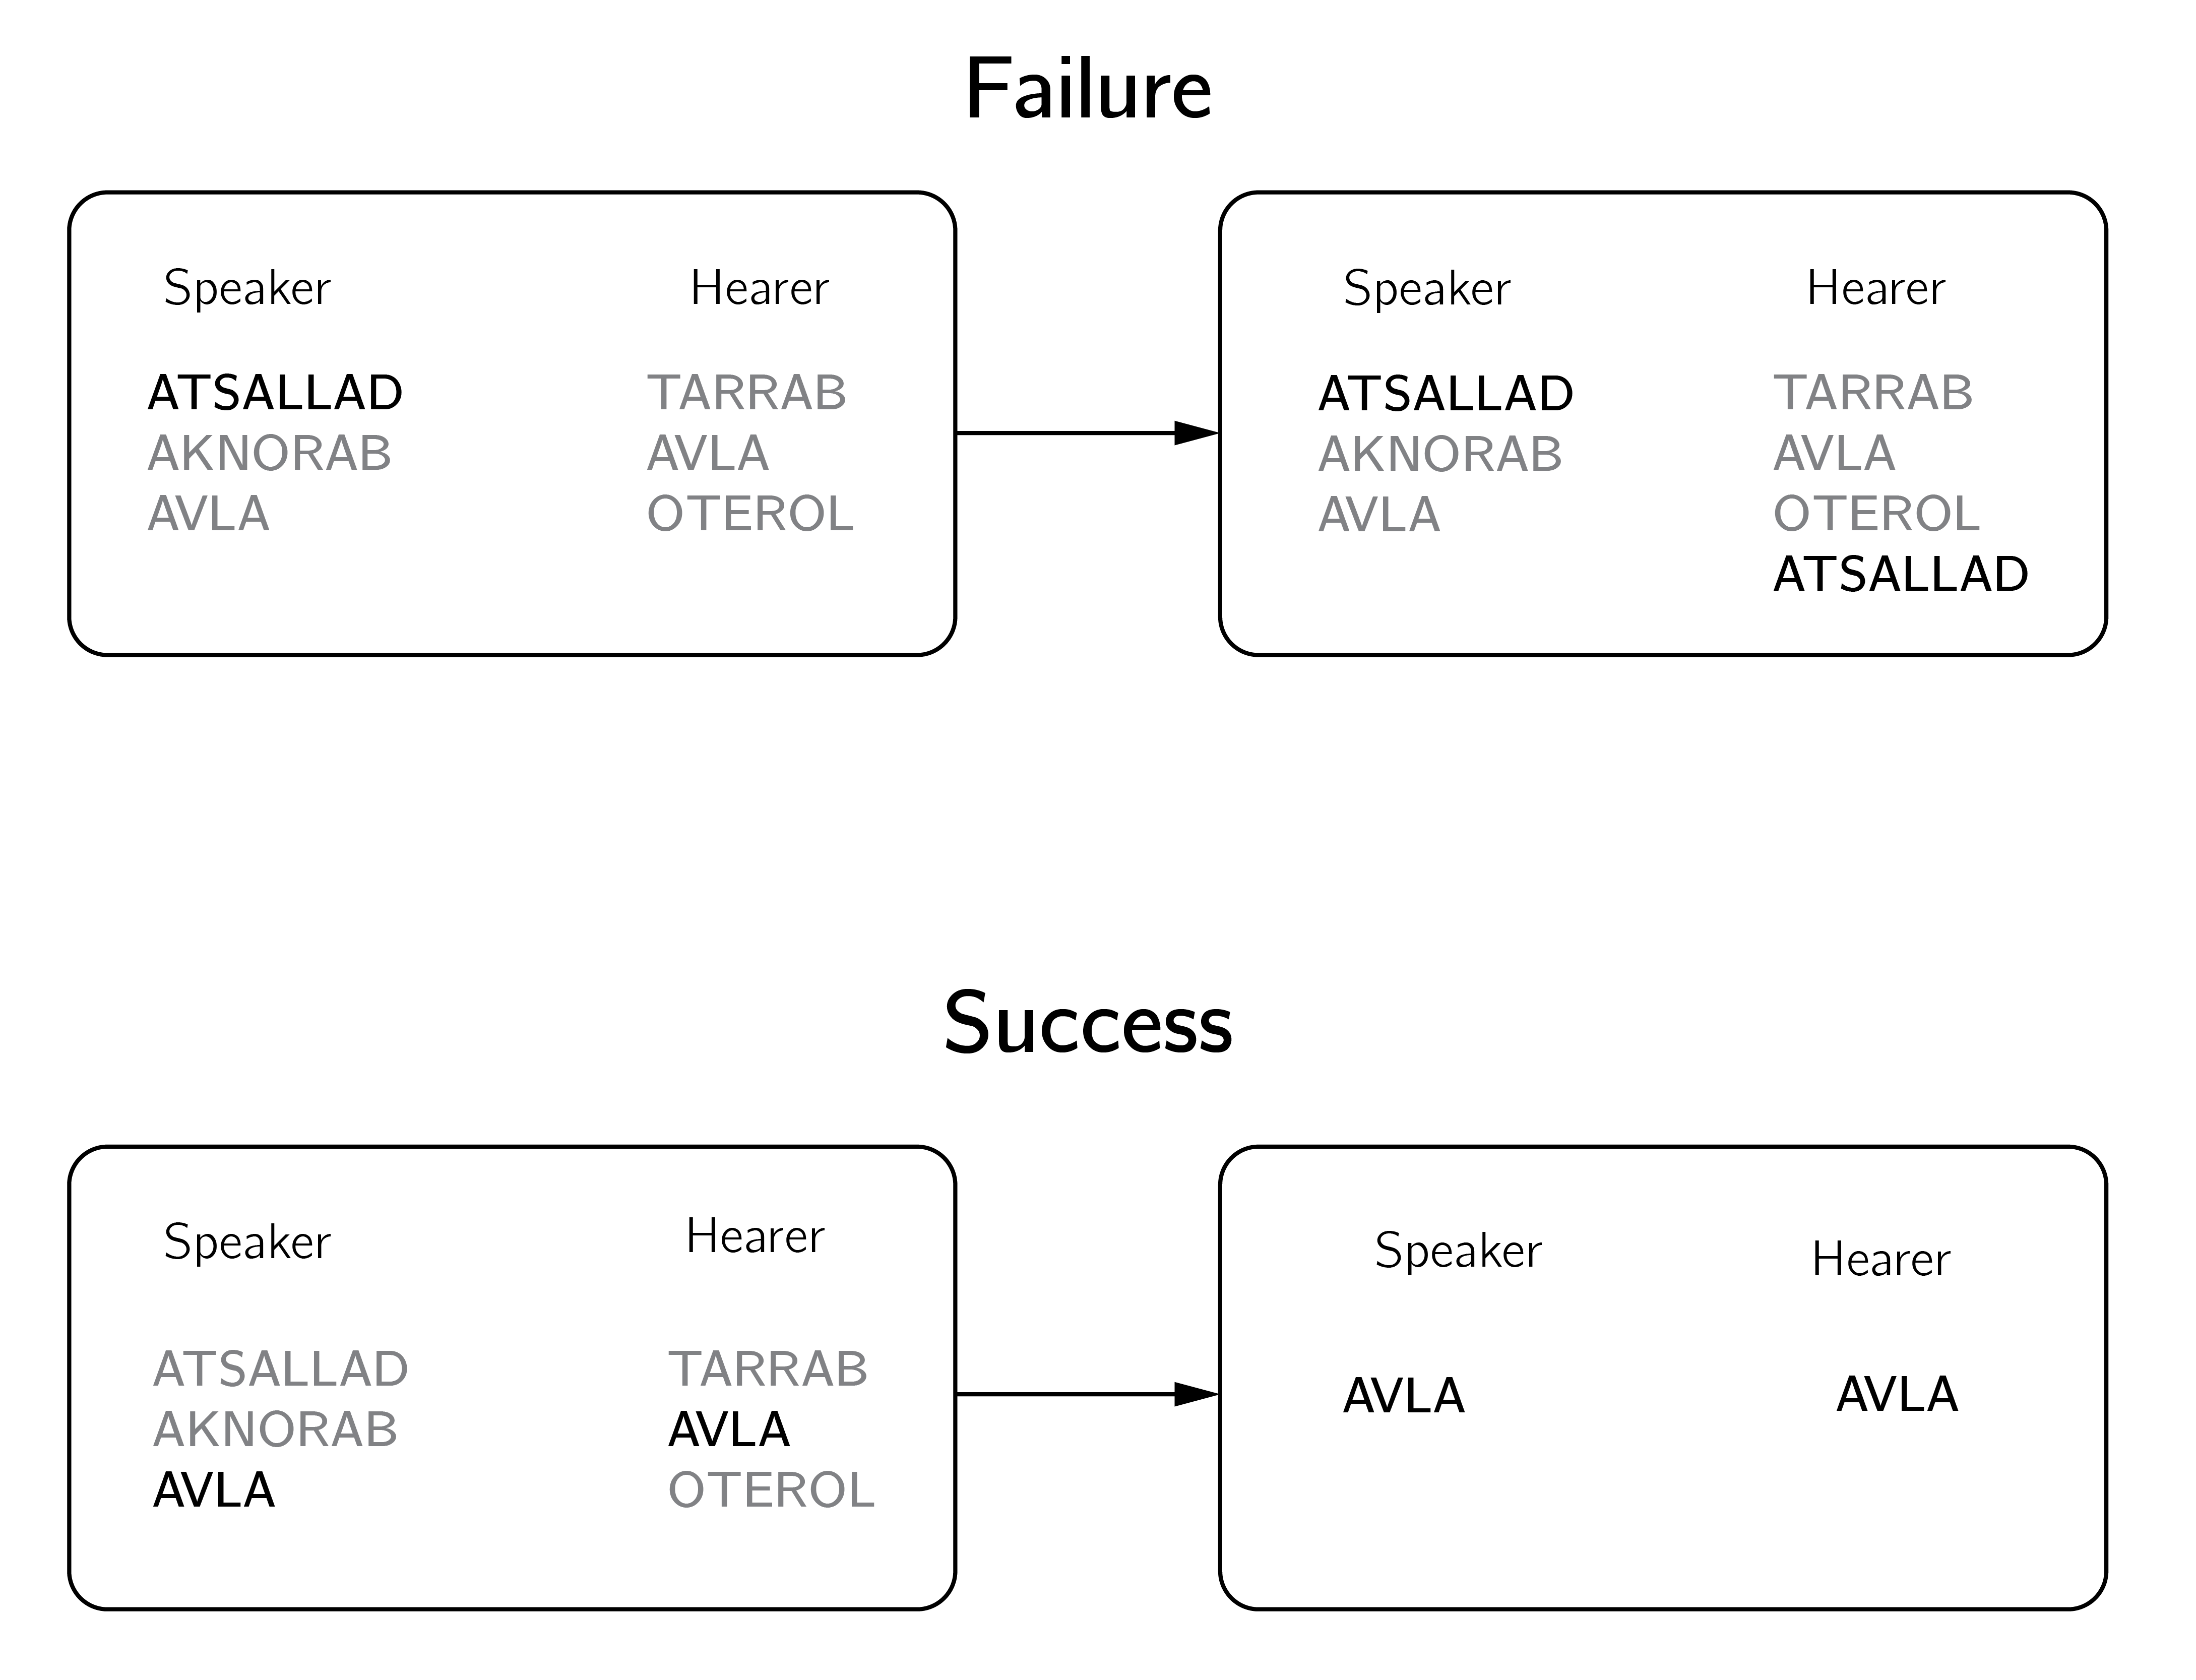 Failure
Speaker Hearer
ATSALLAD TARRAB
AKNORAB AVLA
AVLA OTEROL
Speaker Hearer
ATSALLAD TARRAB
AKNORAB AVLA
AVLA OTEROL
ATSALLAD
Success
Speaker Hearer
ATSALLAD TARRAB
AKNORAB AVLA
AVLA OTEROL
Speaker Hearer
AVLA AVLA